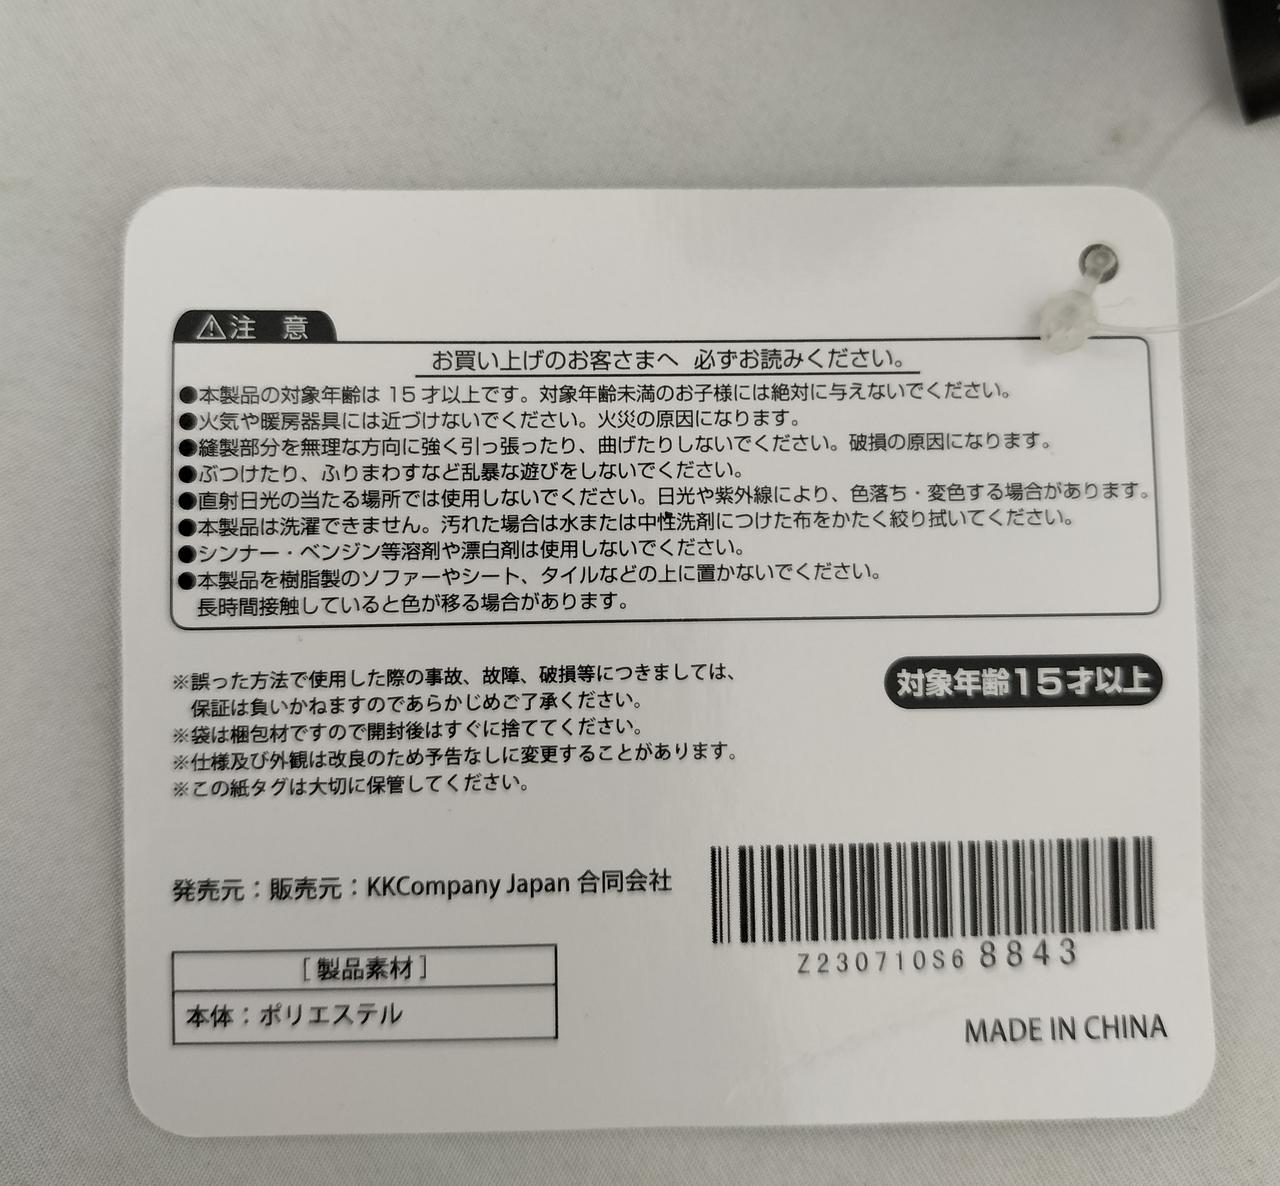 ⚠注 意
お買い上げのお客さまへ 必ずお読みください。
●本製品の対象年齢は 15才以上です。対象年齢未満のお子様には絶対に与えないでください。
●火気や暖房器具には近づけないでください。火災の原因になります。
●縫製部分を無理な方向に強く引っ張ったり、曲げたりしないでください。破損の原因になります。
●ぶつけたり、ふりまわすなど乱暴な遊びをしないでください。
●直射日光の当たる場所では使用しないでください。日光や紫外線により、色落ち・変色する場合があります。
●本製品は洗濯できません。汚れた場合は水または中性洗剤につけた布をかたく絞り拭いてください。
●シンナー・ベンジン等溶剤や漂白剤は使用しないでください。
●本製品を樹脂製のソファーやシート、タイルなどの上に置かないでください。
長時間接触していると色が移る場合があります。
※誤った方法で使用した際の事故、故障、破損等につきましては、
保証は負いかねますのであらかじめご了承ください。
※袋は梱包材ですので開封後はすぐに捨ててください。
※仕様及び外観は改良のため予告なしに変更することがあります。
※この紙タグは大切に保管してください。
対象年齢15才以上
発売元：販売元：KKCompany Japan 合同会社
Z230710S6 8843
[製品素材]
本体：ポリエステル
MADE IN CHINA